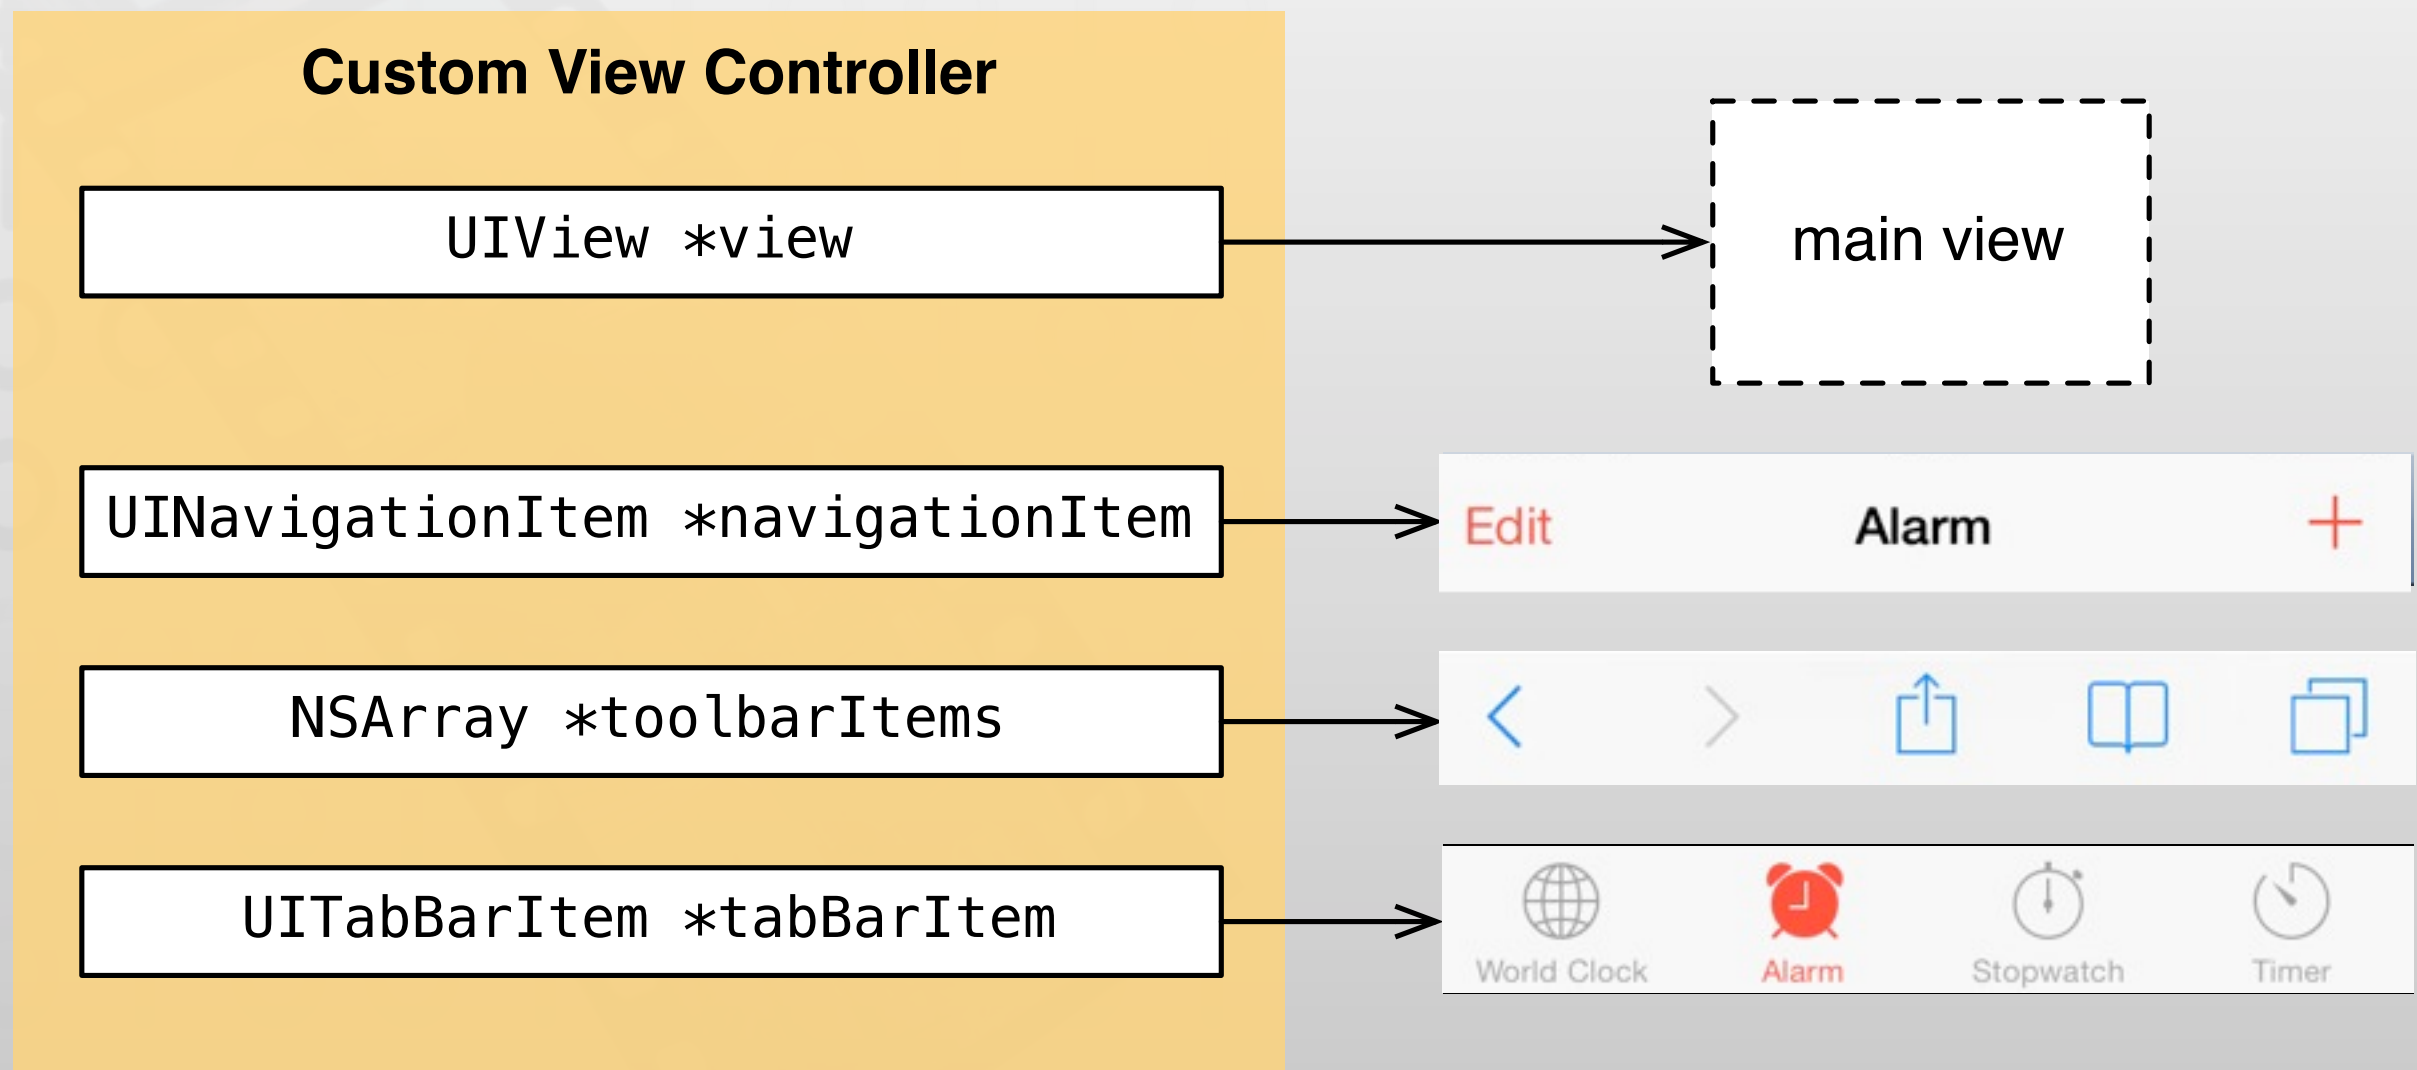 Custom View Controller
UIView *view
main view
UINavigationItem *navigationItem
Edit Alarm +
NSArray *toolbarItems
UITabBarItem *tabBarItem
World Clock Alarm Stopwatch Timer